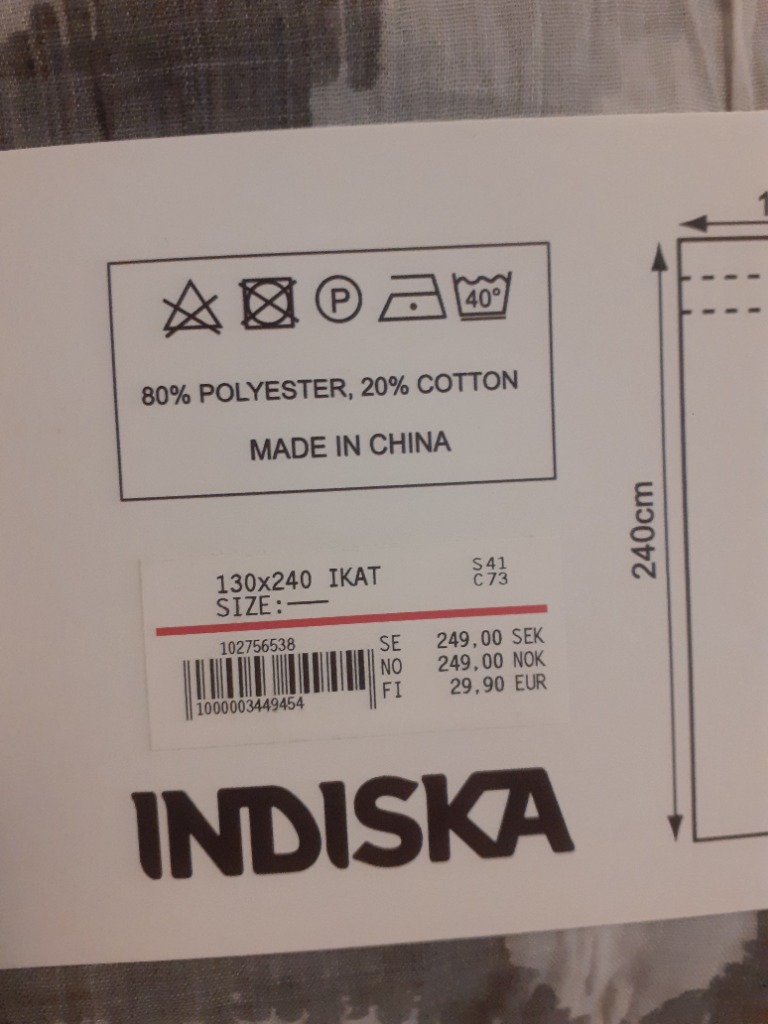 P
40°
80% POLYESTER, 20% COTTON
MADE IN CHINA
240cm
130x240 IKAT
S41
SIZE:——
C73
102756538
SE 249,00 SEK
NO 249,00 NOK
FI 29,90 EUR
1000003449454
INDISKA